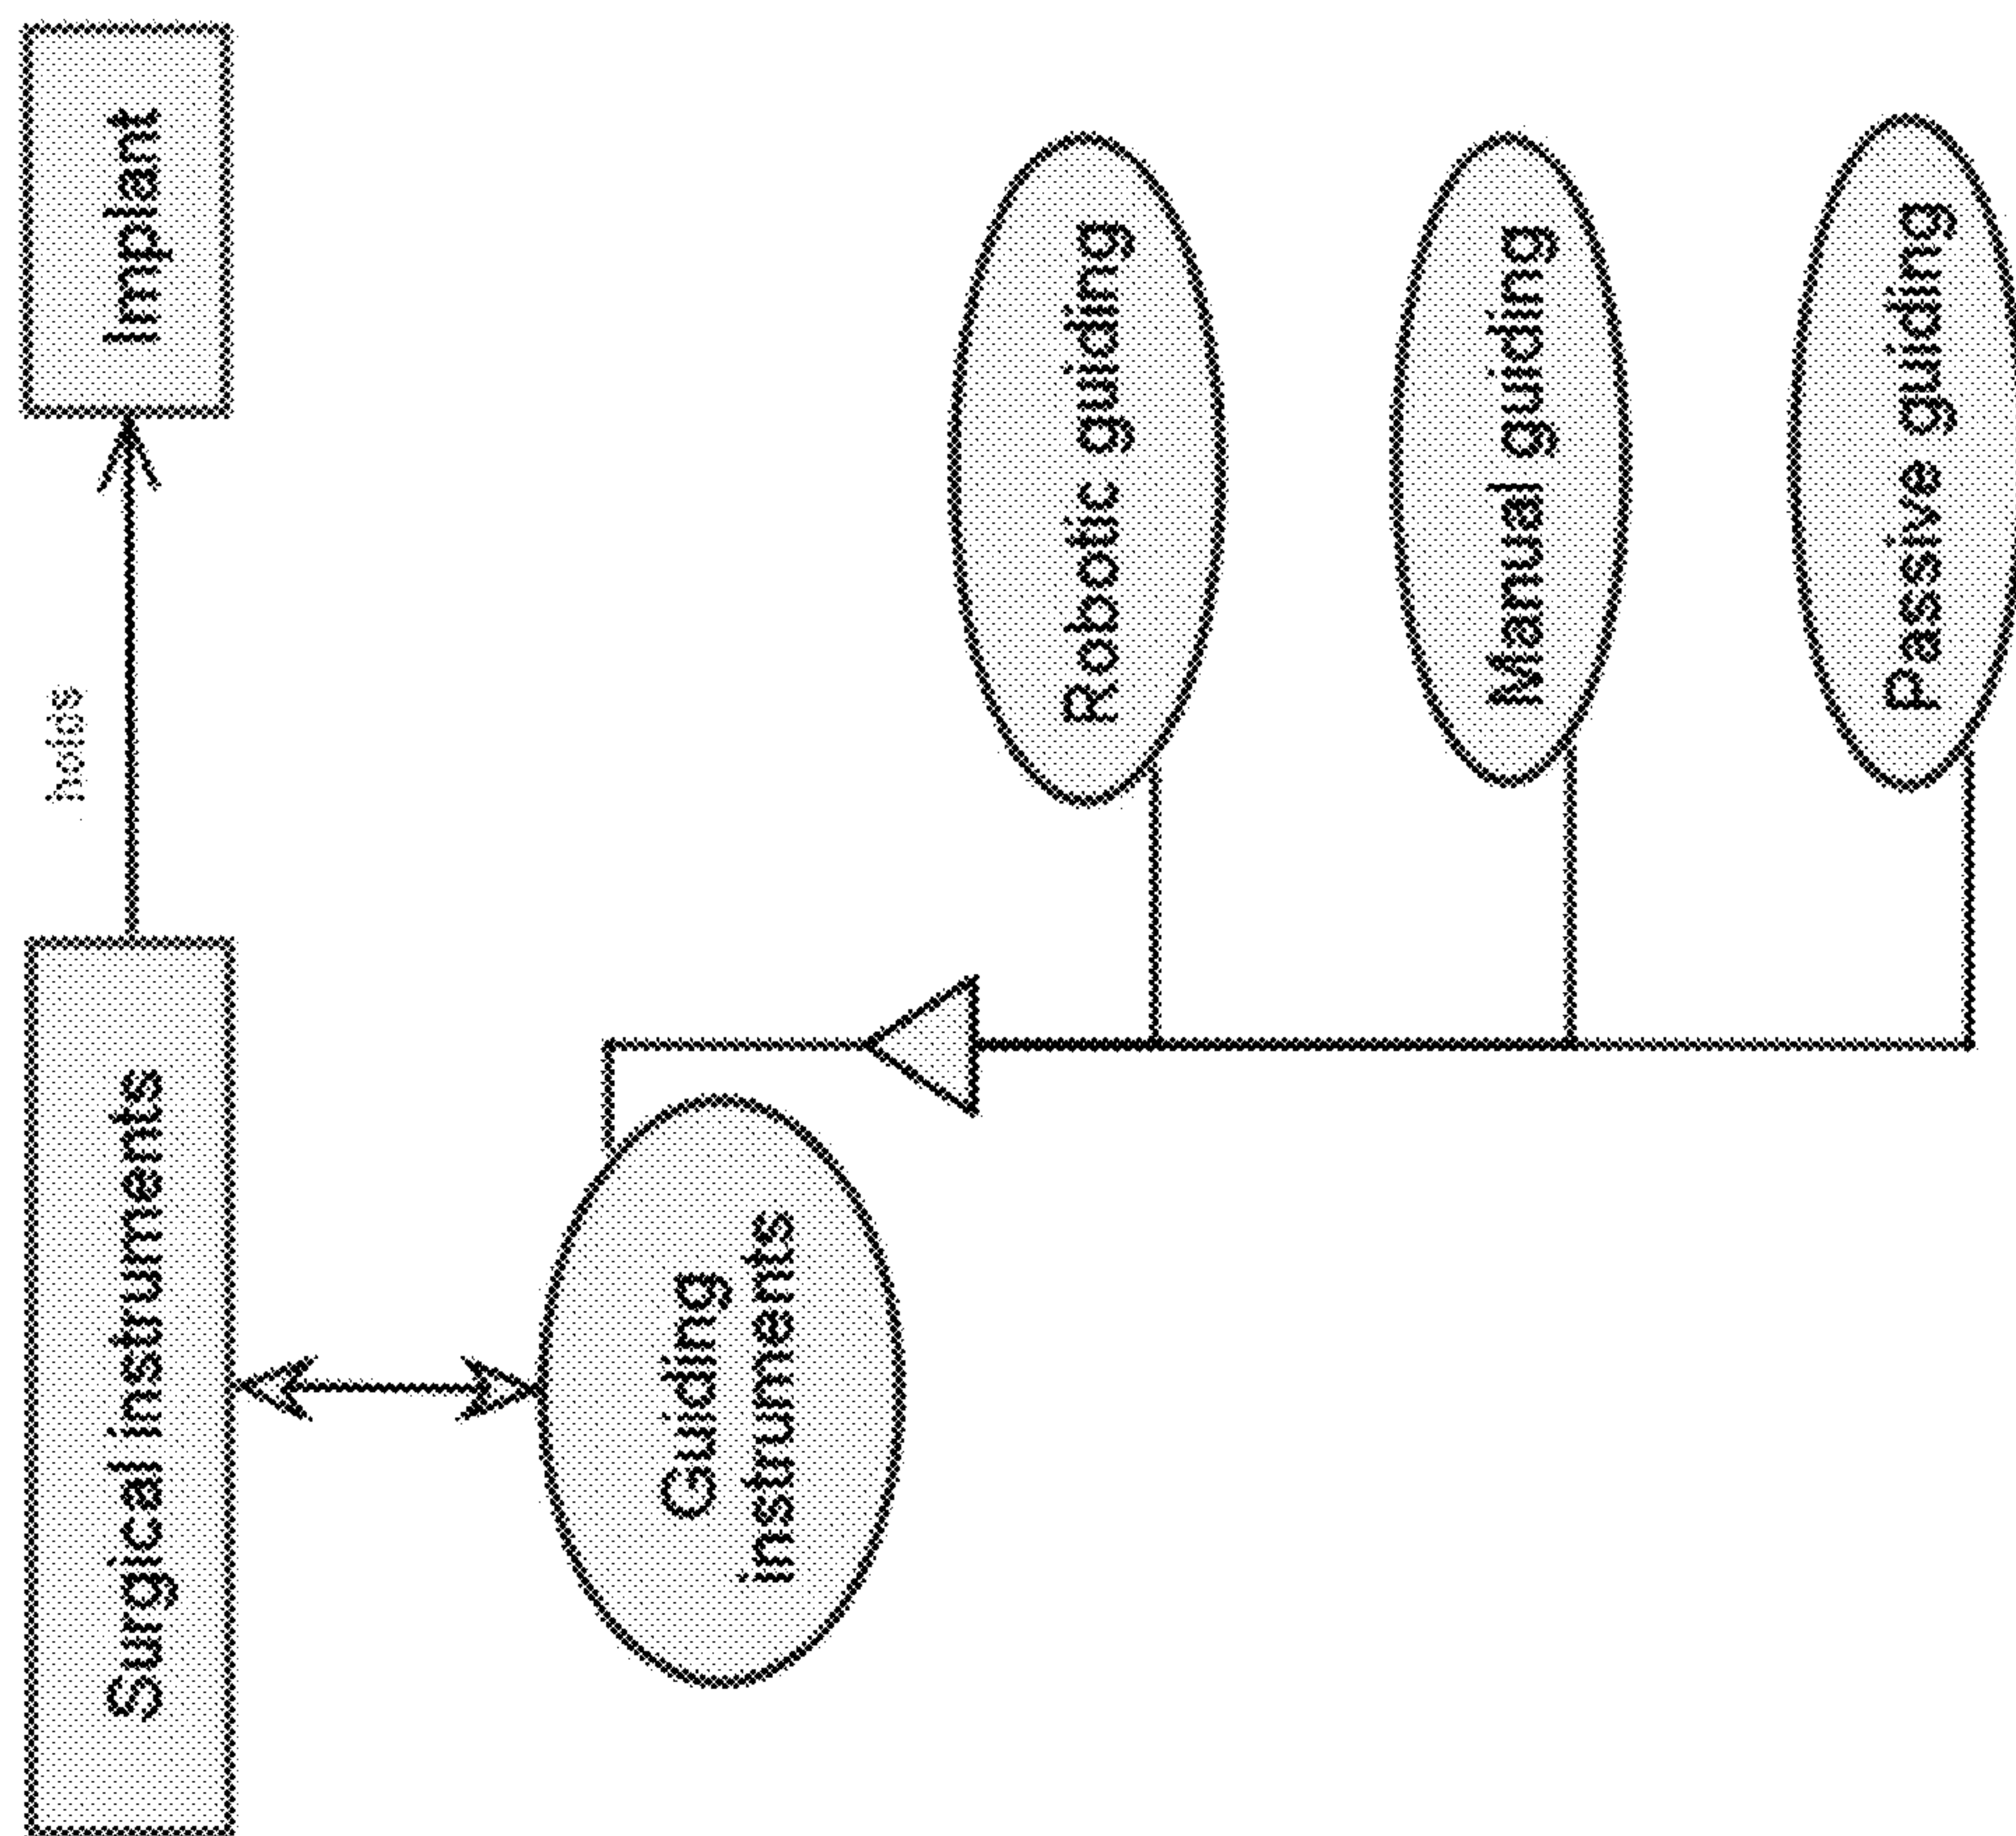 Surgical instruments
holds
Implant
Guiding
instruments
Robotic guiding
Manual guiding
Passive guiding